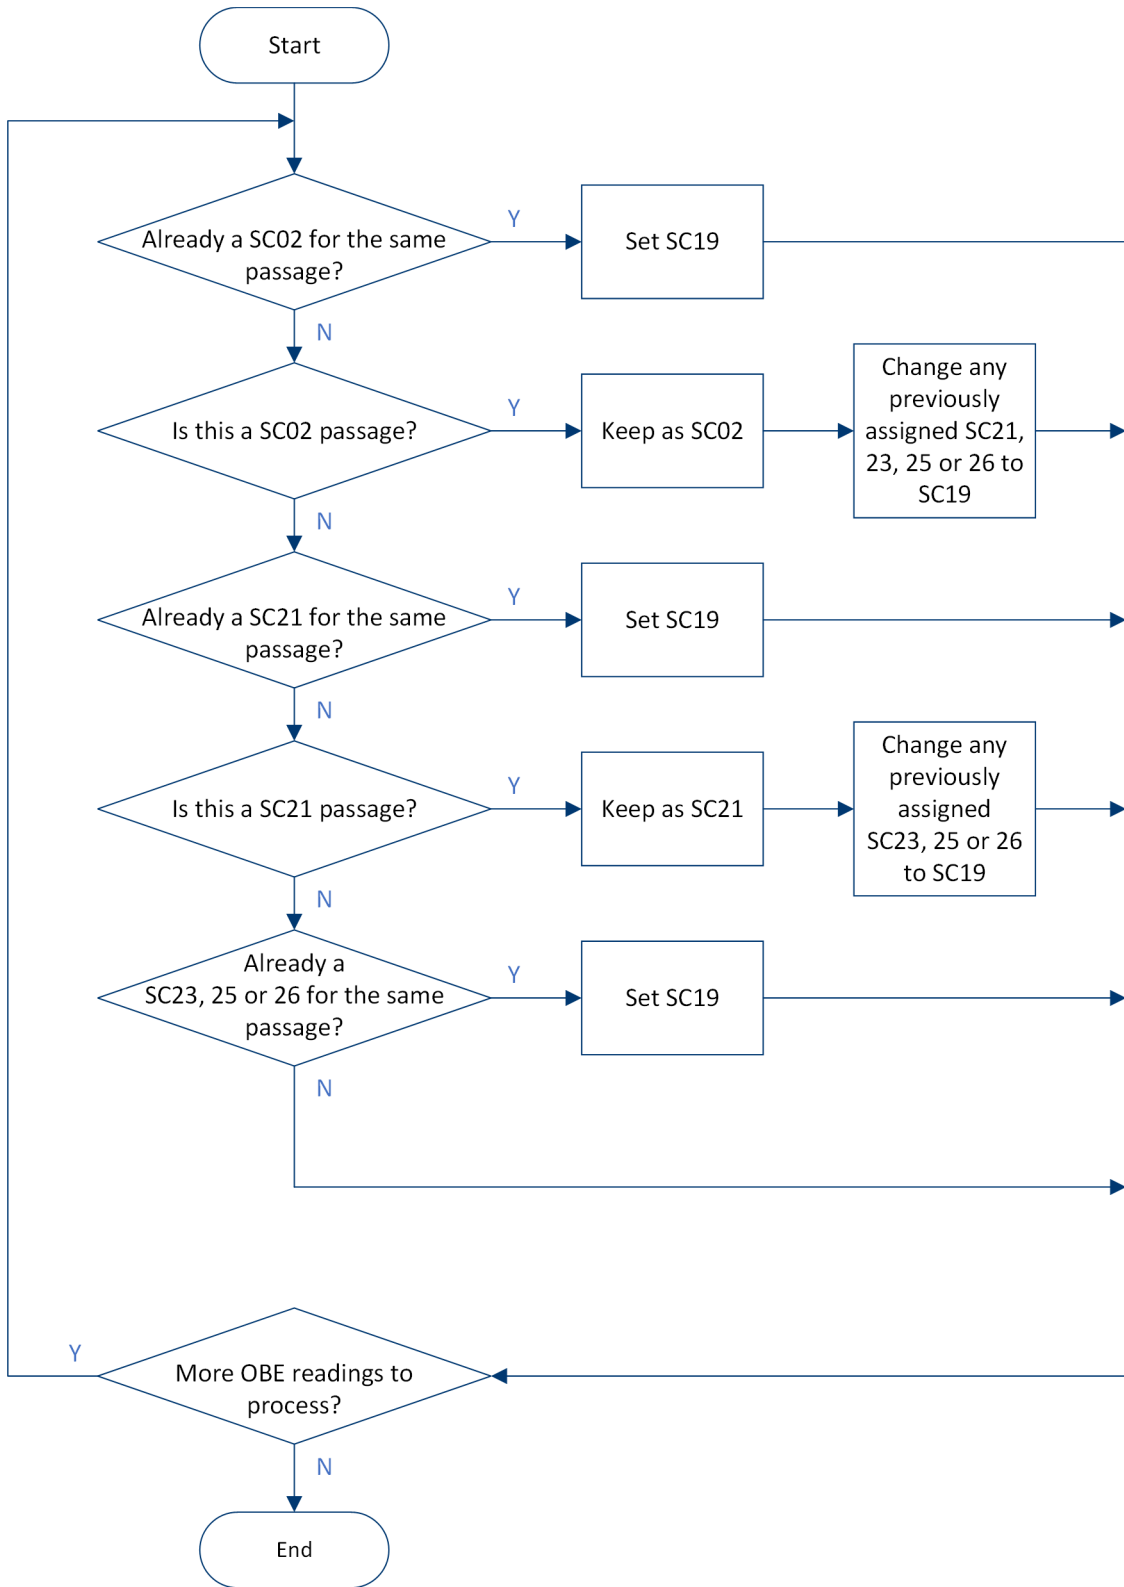 Start
Already a SC02 for the same
passage?
Y
Set SC19
N
Is this a SC02 passage?
Y
Keep as SC02
Change any
previously
assigned SC21,
23, 25 or 26 to
SC19
N
Already a SC21 for the same
passage?
Y
Set SC19
N
Is this a SC21 passage?
Y
Keep as SC21
Change any
previously
assigned
SC23, 25 or 26
to SC19
N
Already a
SC23, 25 or 26 for the same
passage?
Y
Set SC19
N
More OBE readings to
process?
Y
N
End